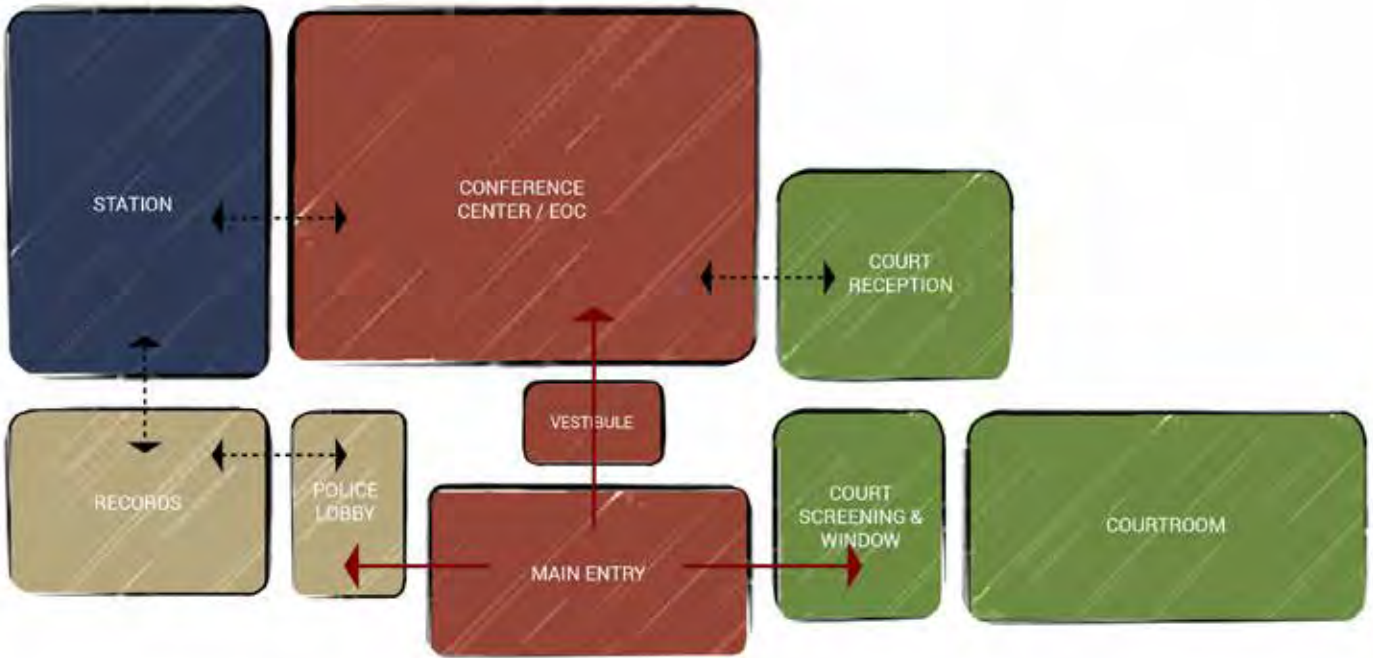 STATION
CONFERENCE
CENTER / EOC
COURT
RECEPTION
VESTIBULE
RECORDS
POLICE
LOBBY
MAIN ENTRY
COURT
SCREENING &
WINDOW
COURTROOM